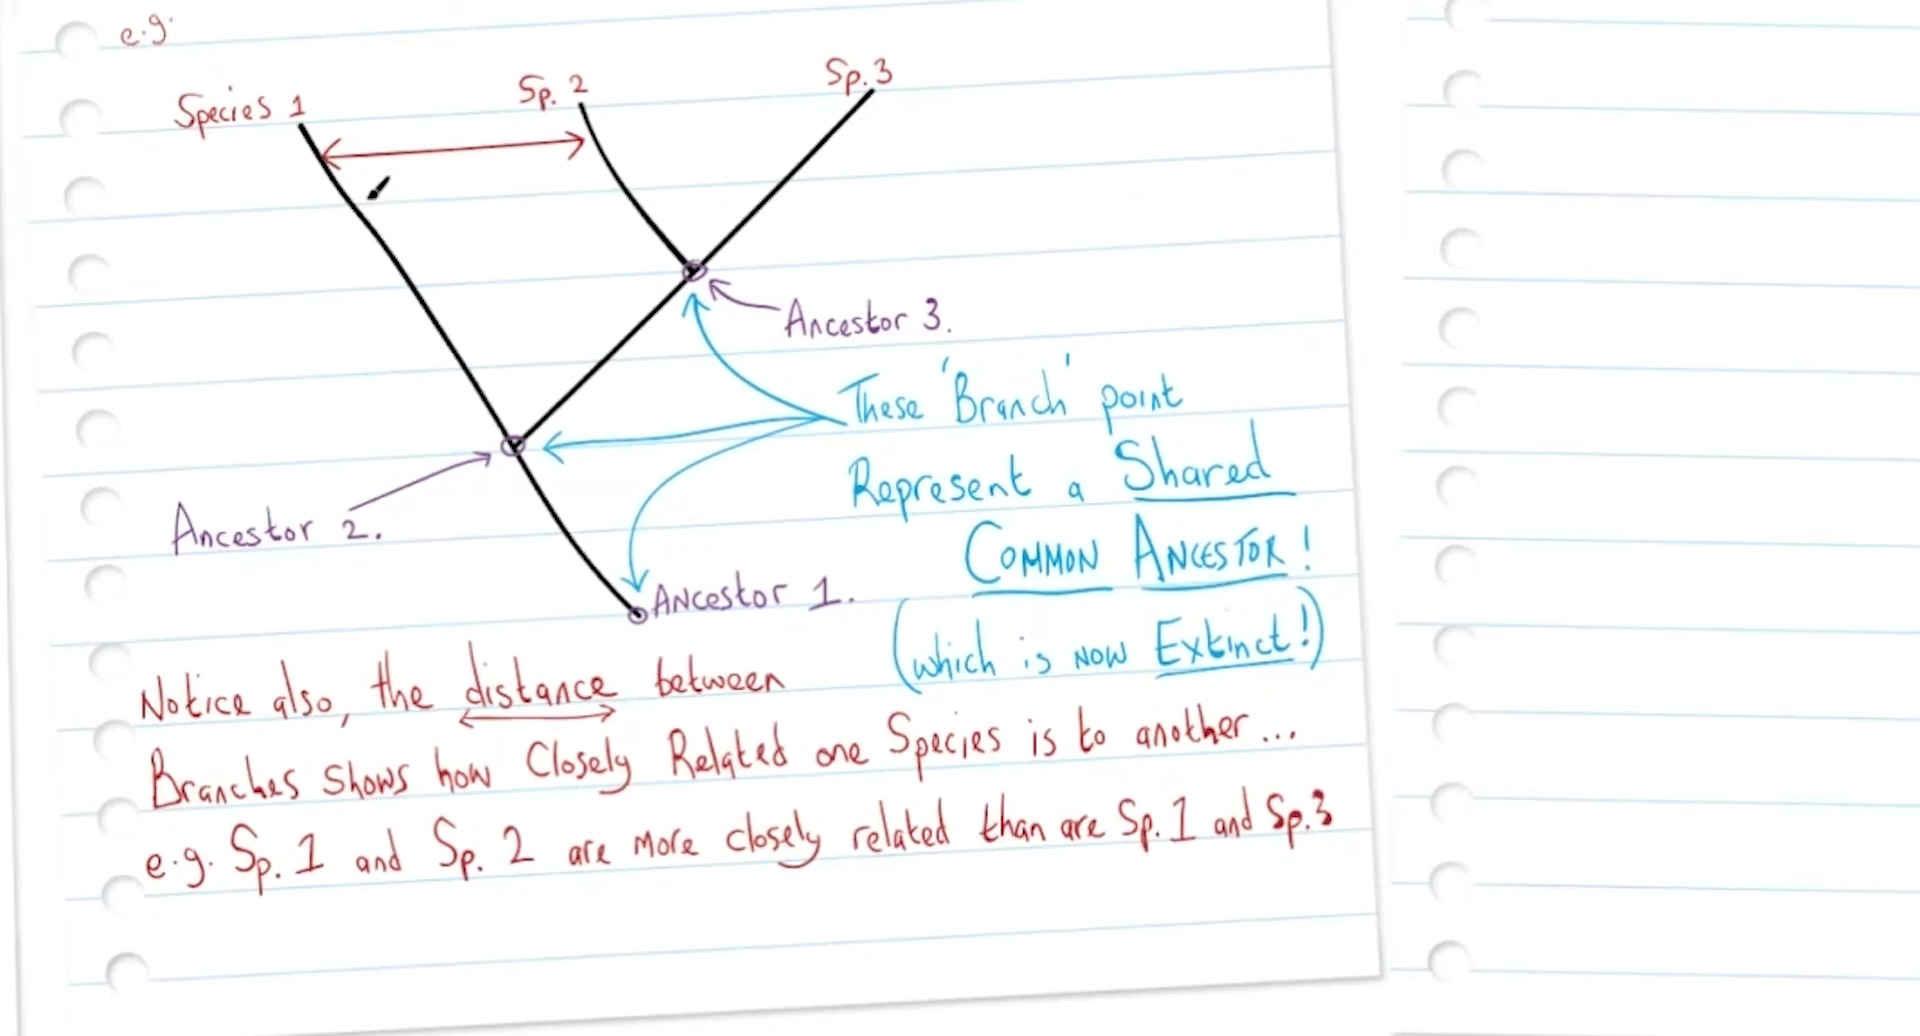 e.g.
Species 1
Sp. 2
Sp. 3
Ancestor 3.
These 'Branch' point
Represent a Shared
COMMON ANCESTOR!
(which is NOW Extinct!)
Ancestor 2.
ANcestor 1.
Notice also, the distance between
Branches shows how Closely Related one Species is to another...
e.g. Sp. 1 and Sp. 2 are more closely related than are Sp. 1 and Sp. 3